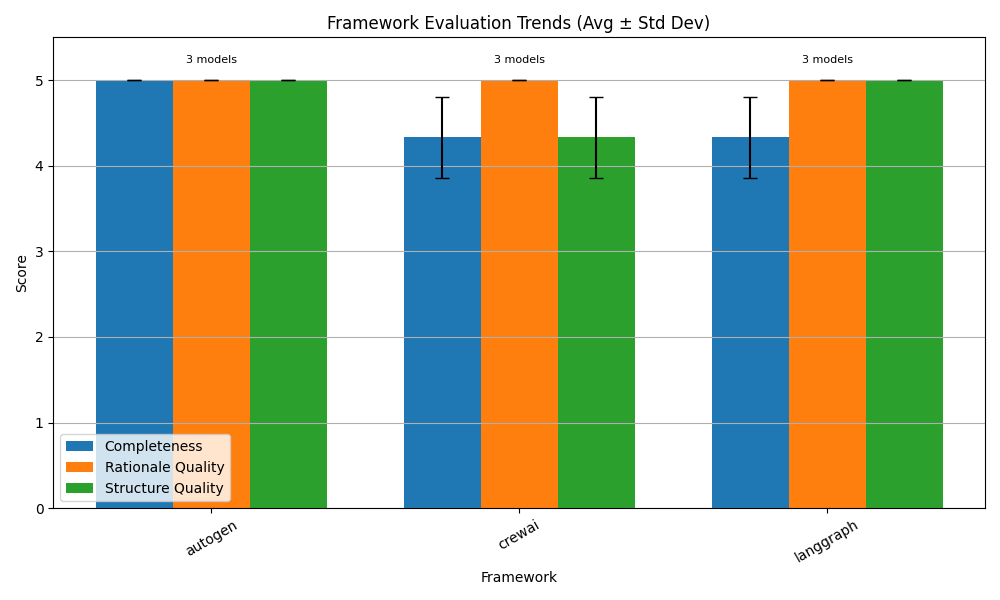 Framework Evaluation Trends (Avg ± Std Dev)
3 models
3 models
3 models
5
4
3
2
1
0
Score
Completeness
Rationale Quality
Structure Quality
autogen
crewai
langgraph
Framework